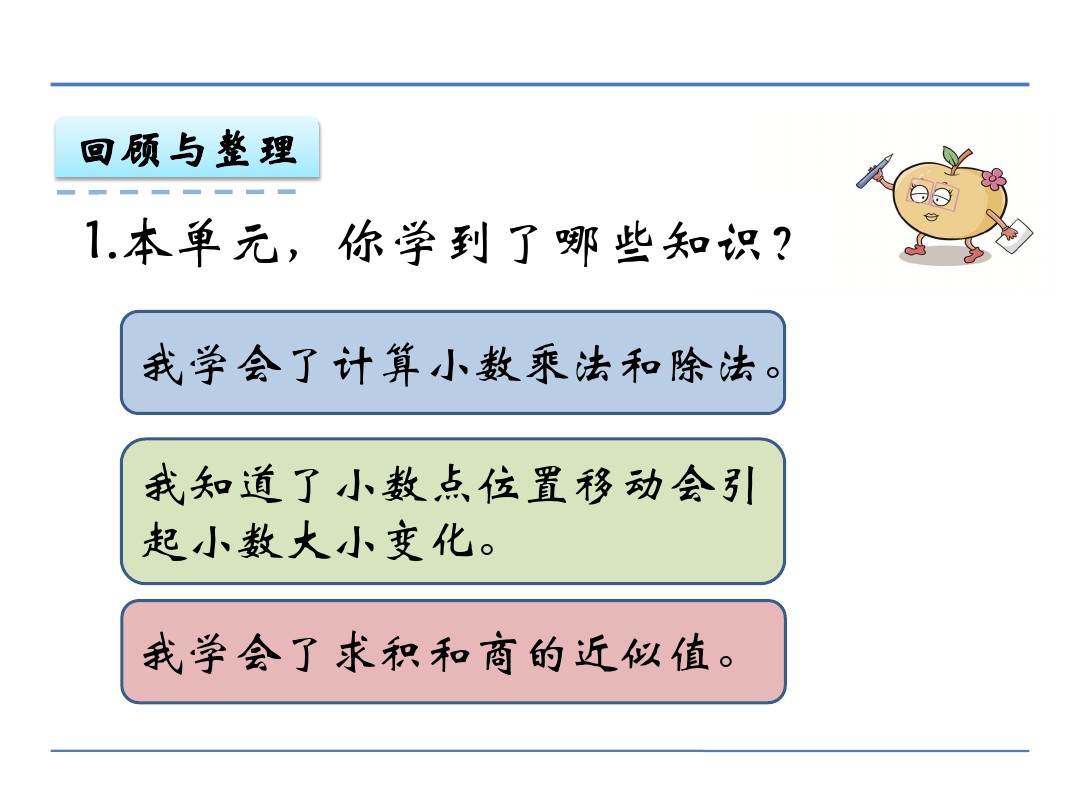 回顾与整理
1.本单元，你学到了哪些知识？
我学会了计算小数乘法和除法。
我知道了小数点位置移动会引
起小数大小变化。
我学会了求积和商的近似值。